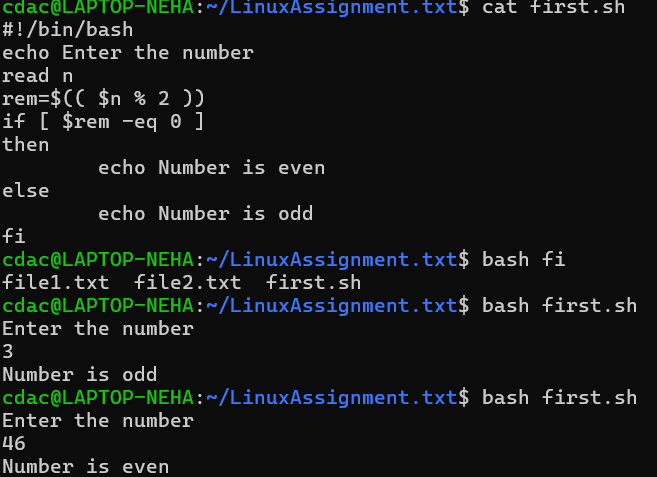 cdac@LAPTOP-NEHA:~/LinuxAssignment.txt$ cat first.sh
#!/bin/bash
echo Enter the number
read n
rem=$(( $n % 2 ))
if [ $rem -eq 0 ]
then
        echo Number is even
else
        echo Number is odd
fi
cdac@LAPTOP-NEHA:~/LinuxAssignment.txt$ bash fi
file1.txt  file2.txt  first.sh
cdac@LAPTOP-NEHA:~/LinuxAssignment.txt$ bash first.sh
Enter the number
3
Number is odd
cdac@LAPTOP-NEHA:~/LinuxAssignment.txt$ bash first.sh
Enter the number
46
Number is even